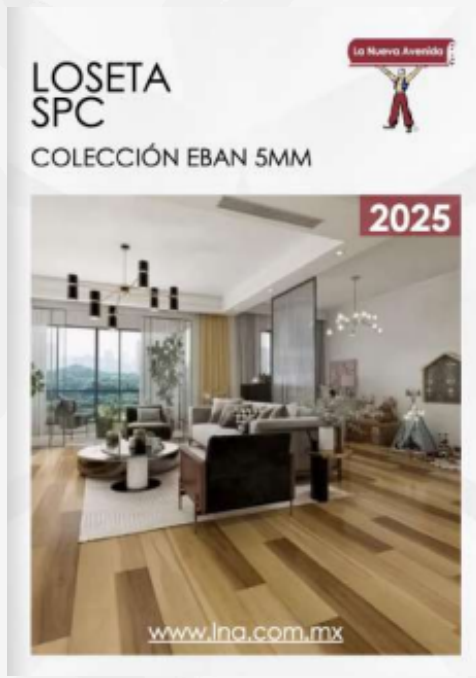 La Nueva Avenida
LOSETA
SPC
COLECCIÓN EBAN 5MM
2025
www.lna.com.mx